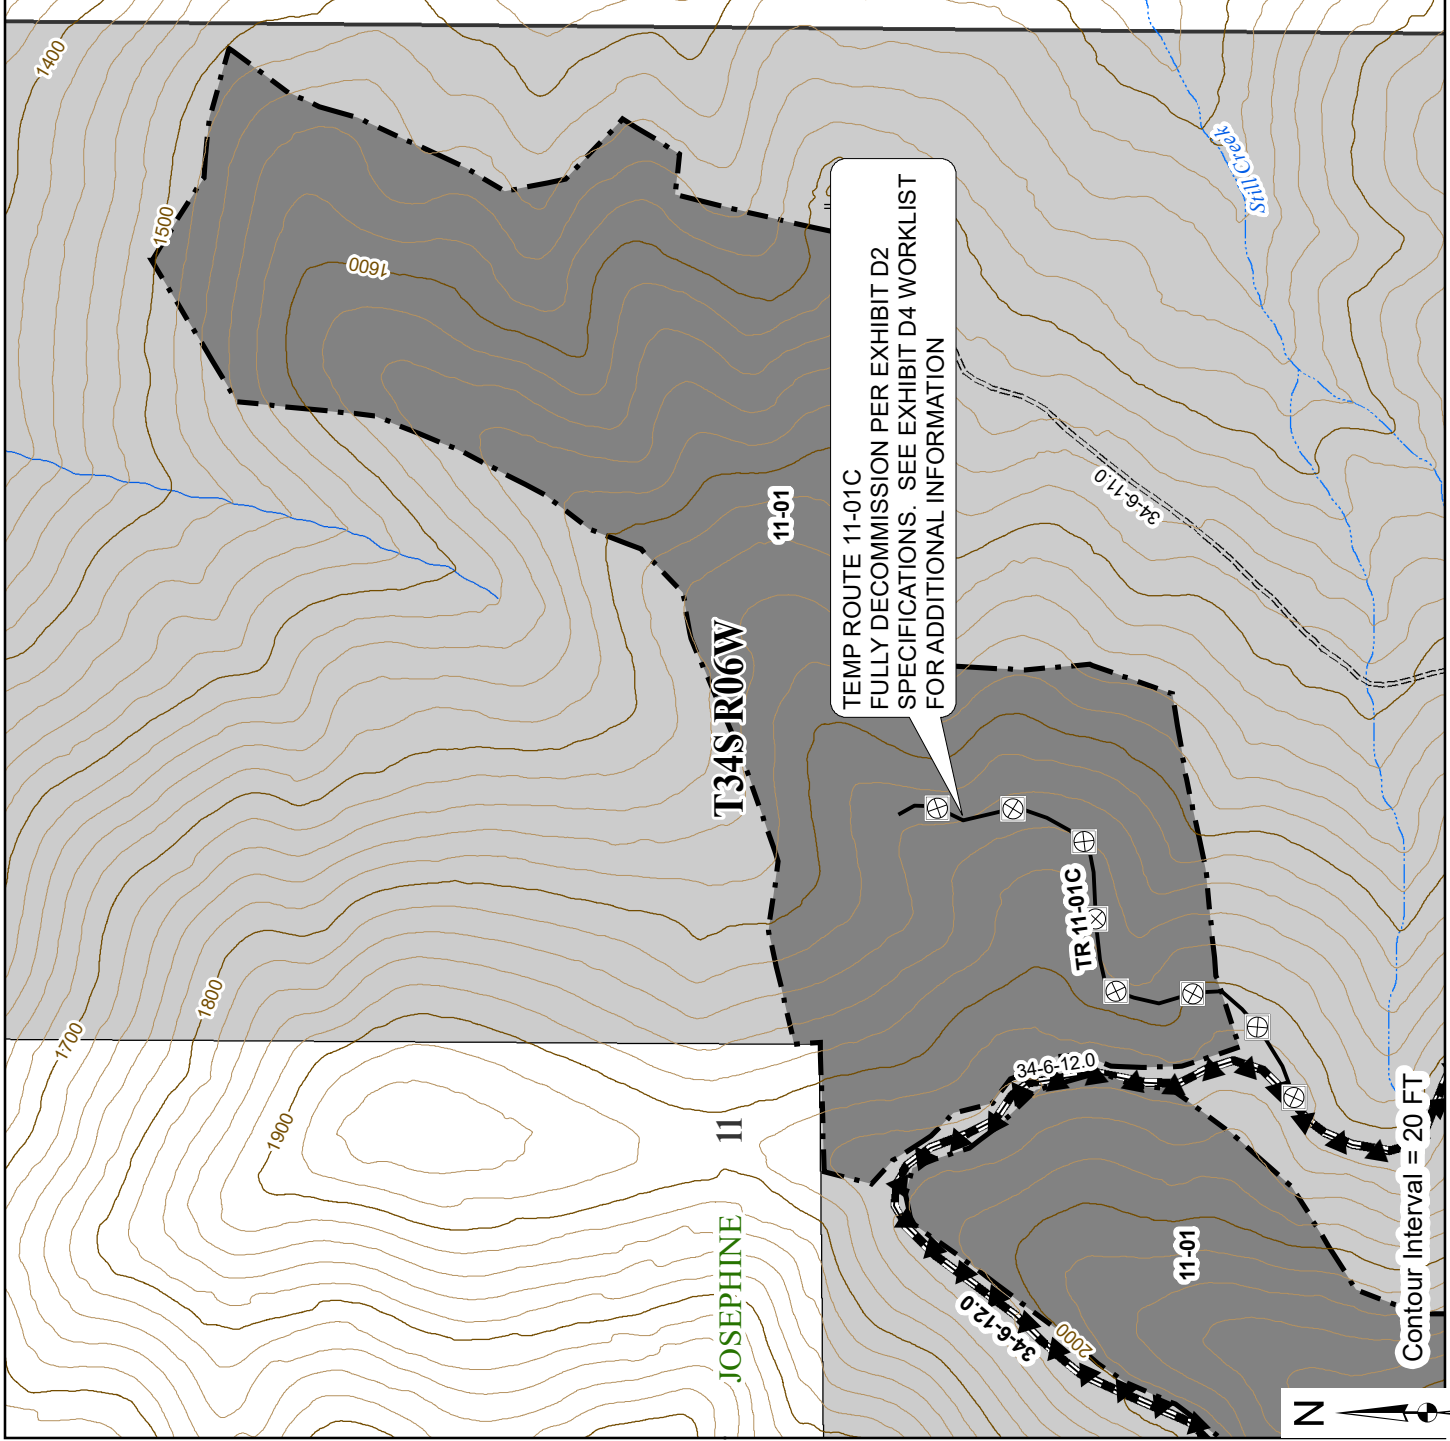 1400
1500
1600
Still Creek
TEMP ROUTE 11-01C
FULLY DECOMMISSION PER EXHIBIT D2
SPECIFICATIONS. SEE EXHIBIT D4 WORKLIST
FOR ADDITIONAL INFORMATION
11-01
34-6-11.0
T34S R06W
TR 11-01C
1800
1700
1900
11
34-6-12.0
JOSEPHINE
11-01
34-6-12.0
2000
Contour Interval = 20 FT
N